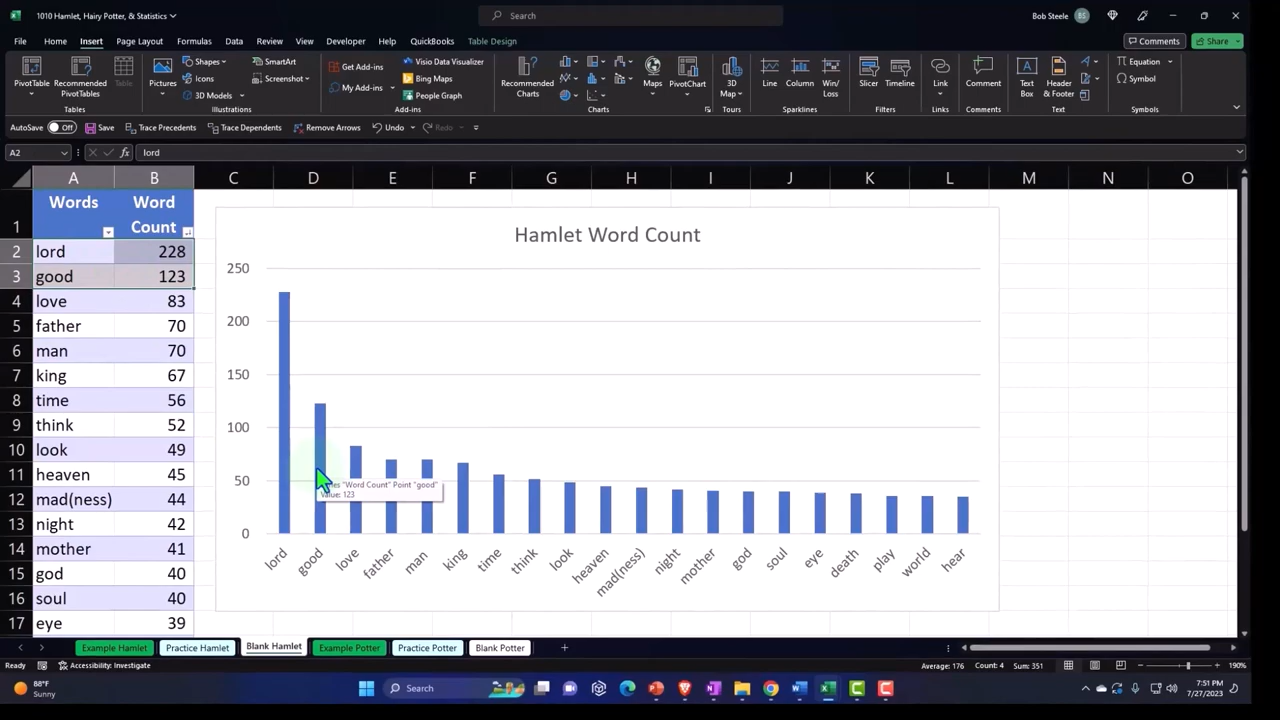 1010 Hamlet, Hairy Potter, & Statistics
Search
Bob Steele BS
File Home Insert Page Layout Formulas Data Review View Developer Help QuickBooks Table Design
Comments Share
PivotTable
Recommended PivotTables
Table
Tables
Pictures
Shapes
Icons
3D Models
SmartArt
Screenshot
Illustrations
Get Add-ins
My Add-ins
Visio Data Visualizer
Bing Maps
People Graph
Add-ins
Recommended Charts
Maps
PivotChart
Charts
3D Map
Tours
Line
Column
Win/Loss
Sparklines
Slicer
Timeline
Filters
Link
Links
Comment
Comments
Text Box
Header & Footer
Text
Equation
Symbol
Symbols
AutoSave Off Save Trace Precedents Trace Dependents Remove Arrows Undo Redo
A2 fx lord
A B C D E F G H I J K L M N O
1 Words Word Count
2 lord 228
3 good 123
4 love 83
5 father 70
6 man 70
7 king 67
8 time 56
9 think 52
10 look 49
11 heaven 45
12 mad(ness) 44
13 night 42
14 mother 41
15 god 40
16 soul 40
17 eye 39
Hamlet Word Count
250
200
150
100
50
0
"Word Count" Point "good"
Value: 123
lord good love father man king time think look heaven mad(ness) night mother god soul eye death play world hear
Example Hamlet Practice Hamlet Blank Hamlet Example Potter Practice Potter Blank Potter
Ready Accessibility: Investigate Average: 176 Count: 4 Sum: 351 190%
88°F
Sunny
Search
7:51 PM
7/27/2023